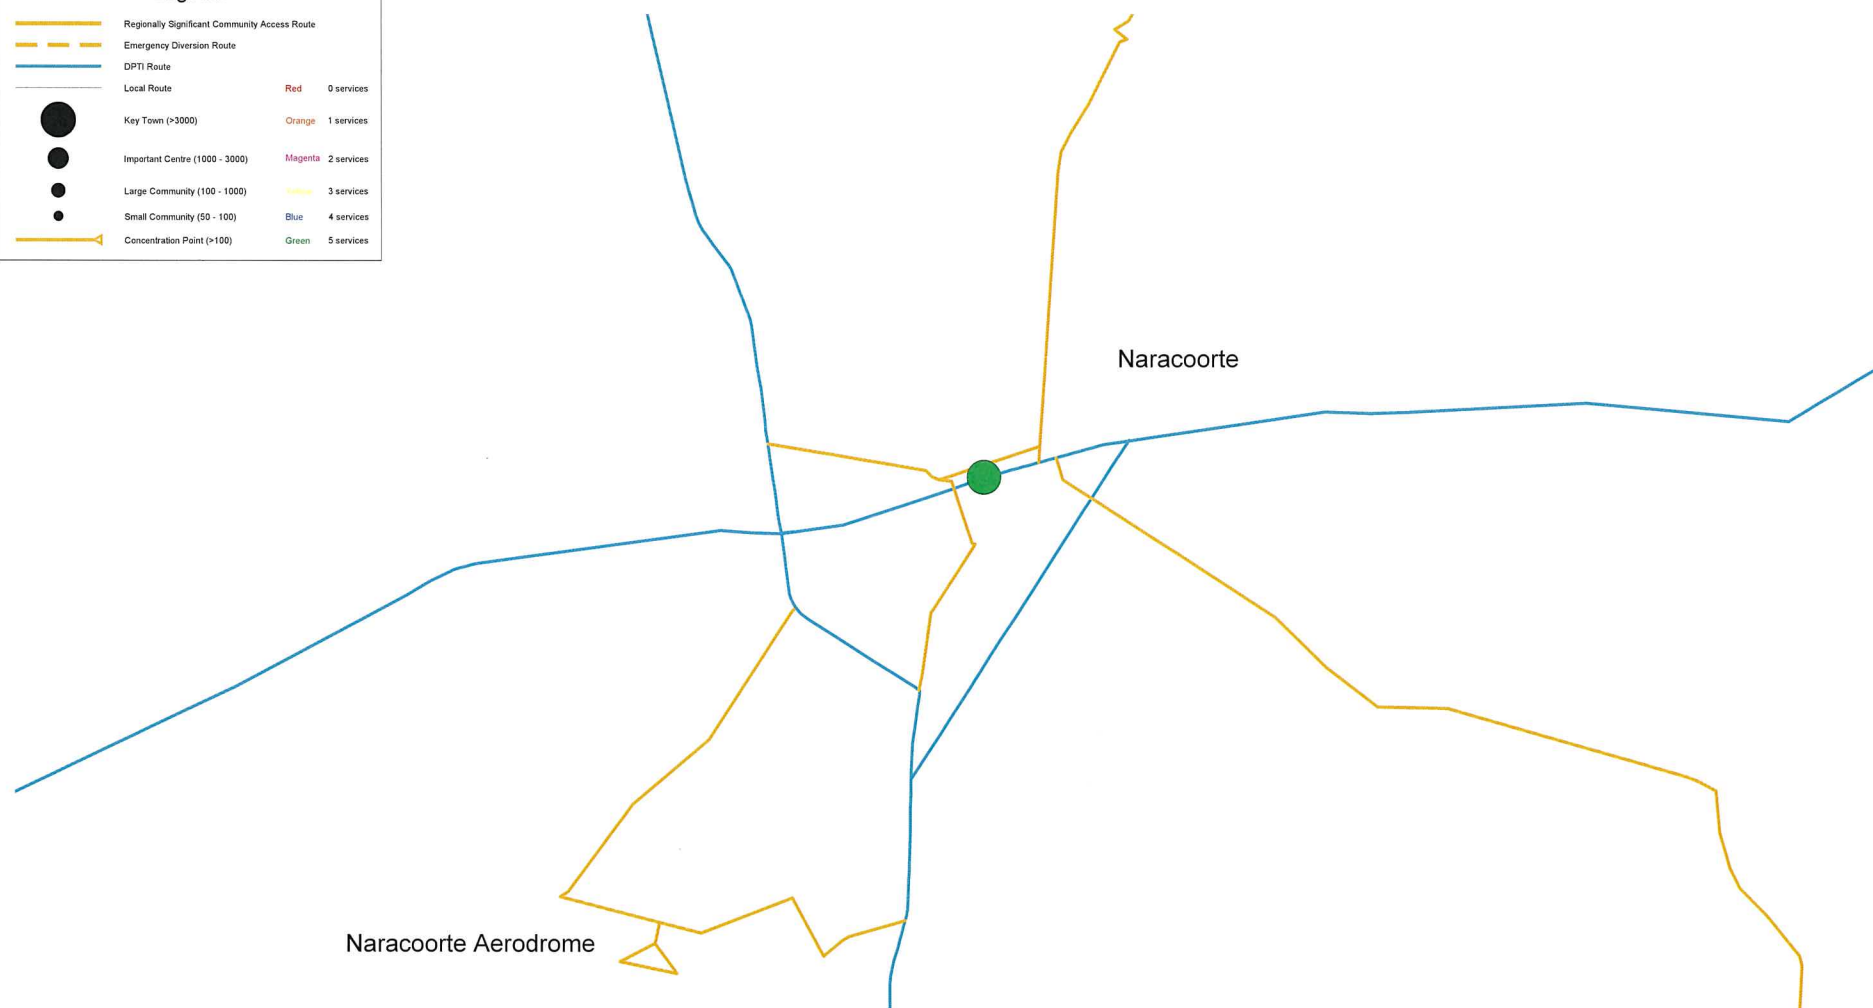 Regionally Significant Community Access Route
Emergency Diversion Route
DPTI Route
Local Route Red 0 services
Key Town (>3000) Orange 1 services
Important Centre (1000 - 3000) Magenta 2 services
Large Community (100 - 1000) 3 services
Small Community (50 - 100) Blue 4 services
Concentration Point (>100) Green 5 services
Naracoorte
Naracoorte Aerodrome